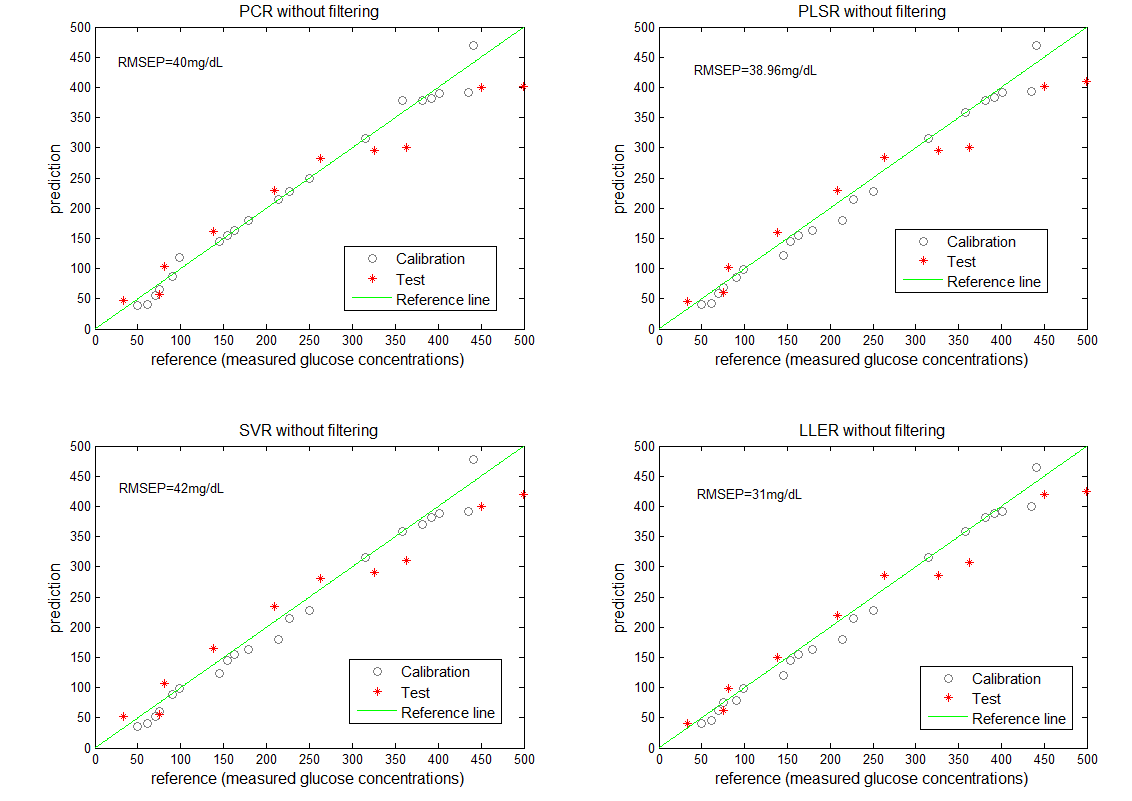 PCR without filtering
RMSEP=40mg/dL
prediction
500
450
400
350
300
250
200
150
100
50
0
0 50 100 150 200 250 300 350 400 450 500
reference (measured glucose concentrations)
Calibration
Test
Reference line
PLSR without filtering
RMSEP=38.96mg/dL
prediction
500
450
400
350
300
250
200
150
100
50
0
0 50 100 150 200 250 300 350 400 450 500
reference (measured glucose concentrations)
Calibration
Test
Reference line
SVR without filtering
RMSEP=42mg/dL
prediction
500
450
400
350
300
250
200
150
100
50
0
0 50 100 150 200 250 300 350 400 450 500
reference (measured glucose concentrations)
Calibration
Test
Reference line
LLER without filtering
RMSEP=31mg/dL
prediction
500
450
400
350
300
250
200
150
100
50
0
0 50 100 150 200 250 300 350 400 450 500
reference (measured glucose concentrations)
Calibration
Test
Reference line